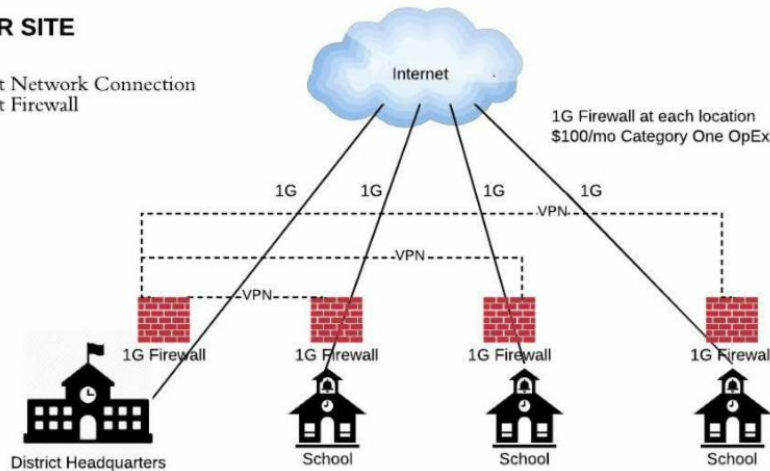 R SITE
t Network Connection
t Firewall
Internet
1G Firewall at each location
$100/mo Category One OpEx
1G
1G
1G
1G
VPN
VPN
VPN
1G Firewall
1G Firewall
1G Firewall
1G Firewal
District Headquarters
School
School
School